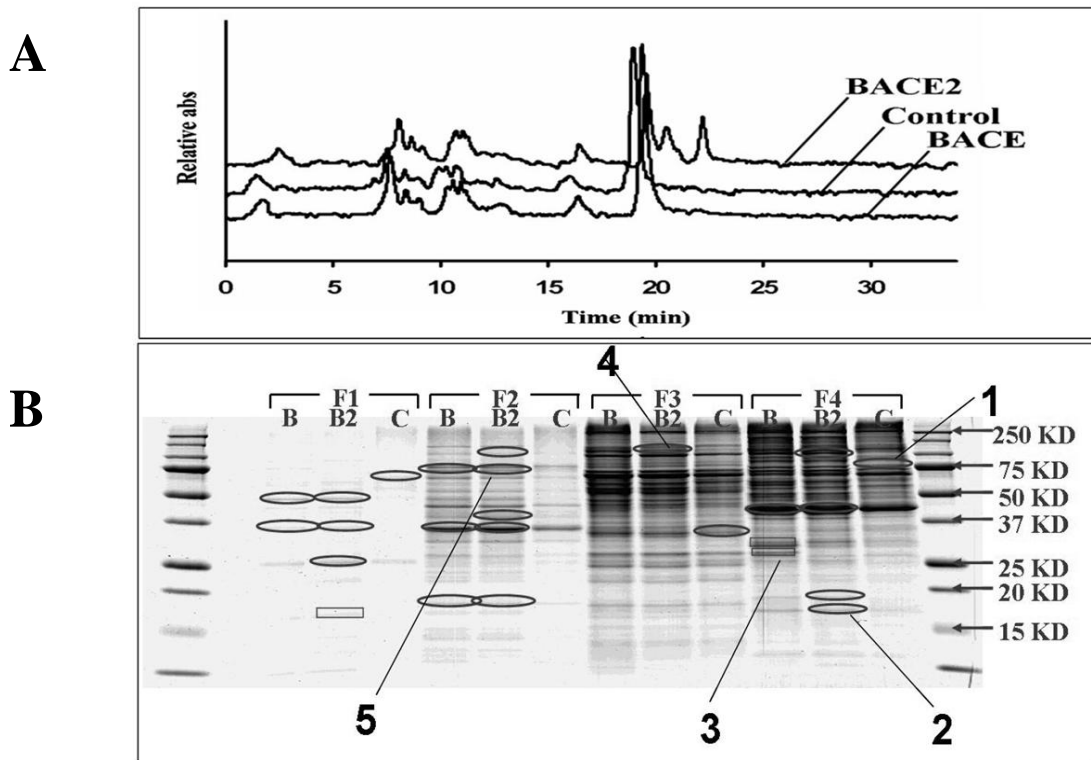 A
Relative abs
BACE2
Control
BACE
0 5 10 15 20 25 30
Time (min)
B
4
F1 F2 F3 F4
1
B B2 C B B2 C B B2 C B B2 C
250 KD
75 KD
50 KD
37 KD
25 KD
20 KD
15 KD
5
3
2